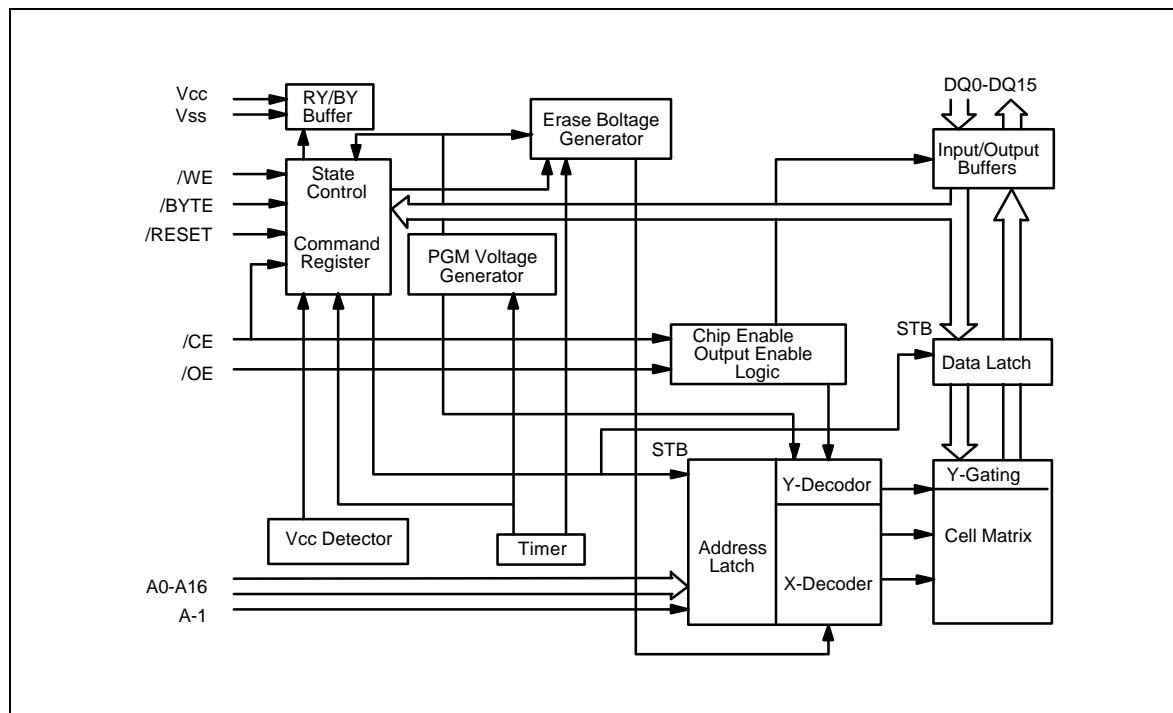 Vcc
Vss
RY/BY
Buffer
Erase Boltage
Generator
DQ0-DQ15
Input/Output
Buffers
/WE
/BYTE
/RESET
State
Control
Command
Register
PGM Voltage
Generator
/CE
/OE
Chip Enable
Output Enable
Logic
STB
Data Latch
STB
Y-Decodor
Y-Gating
Vcc Detector
Timer
Address
Latch
X-Decoder
Cell Matrix
A0-A16
A-1